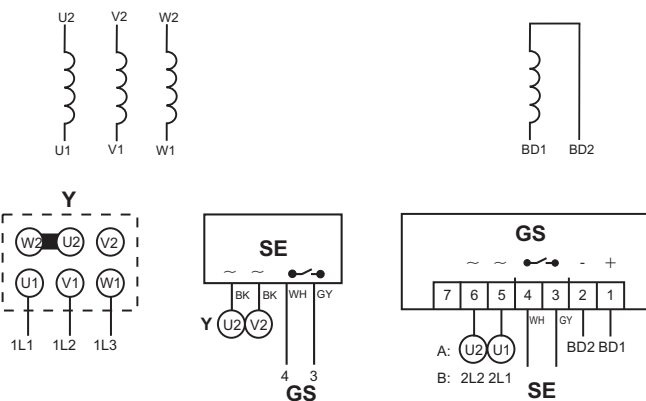 U2 V2 W2
U1 V1 W1
BD1 BD2
Y
W2 U2 V2
U1 V1 W1
1L1 1L2 1L3
SE
~ ~
BK BK WH GY
Y U2 V2
4 3
GS
GS
~ ~ - +
7 6 5 4 3 2 1
WH GY
A: U2 U1 BD2 BD1
B: 2L2 2L1
SE